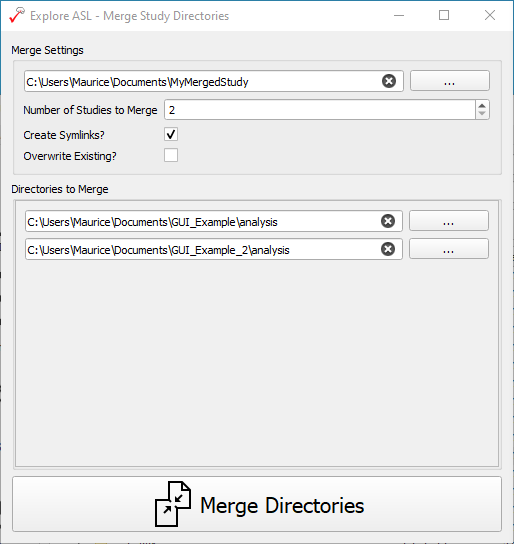 Explore ASL - Merge Study Directories
Merge Settings
C:\Users\Maurice\Documents\MyMergedStudy
...
Number of Studies to Merge 2
Create Symlinks?
Overwrite Existing?
Directories to Merge
C:\Users\Maurice\Documents\GUI_Example\analysis
...
C:\Users\Maurice\Documents\GUI_Example_2\analysis
...
Merge Directories